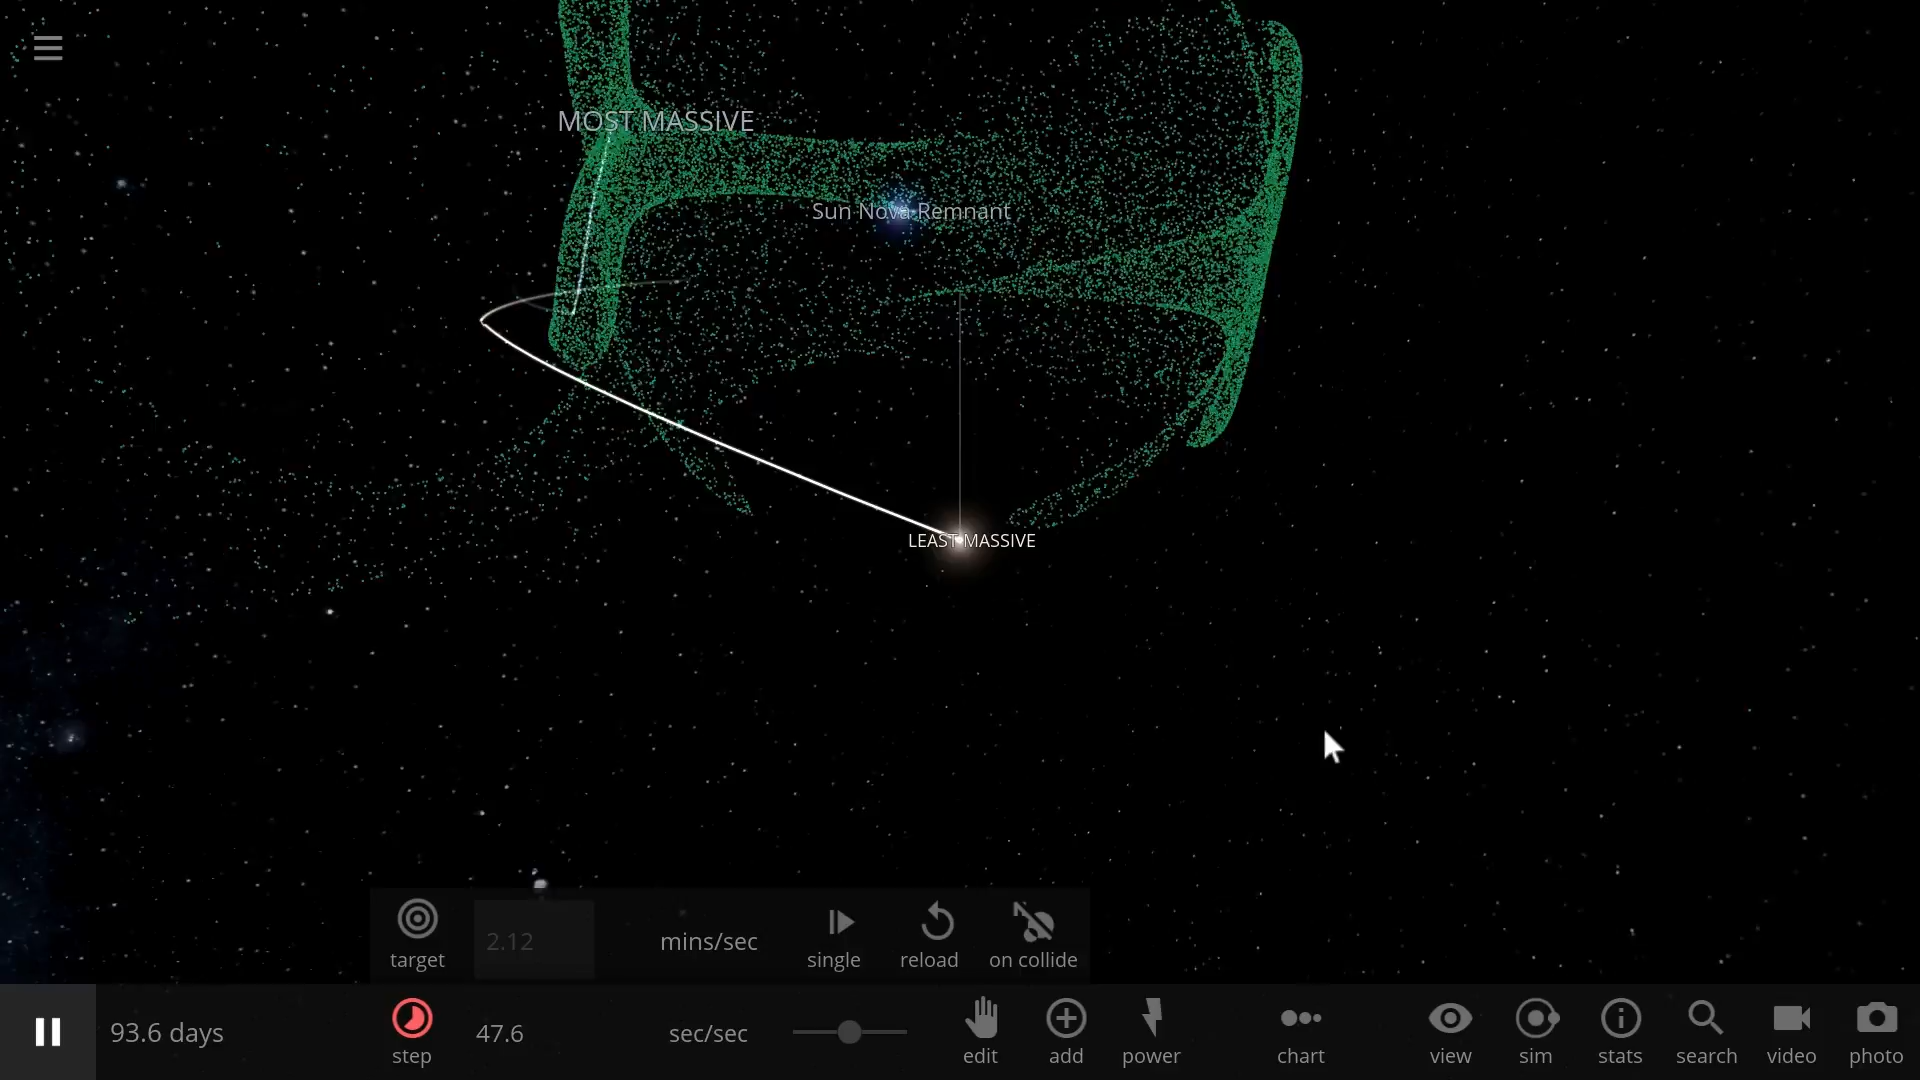 MOST MASSIVE
Sun Nova Remnant
LEAST MASSIVE
target
2.12
mins/sec
single
reload
on collide
93.6 days
step
47.6
sec/sec
edit
add
power
chart
view
sim
stats
search
video
photo